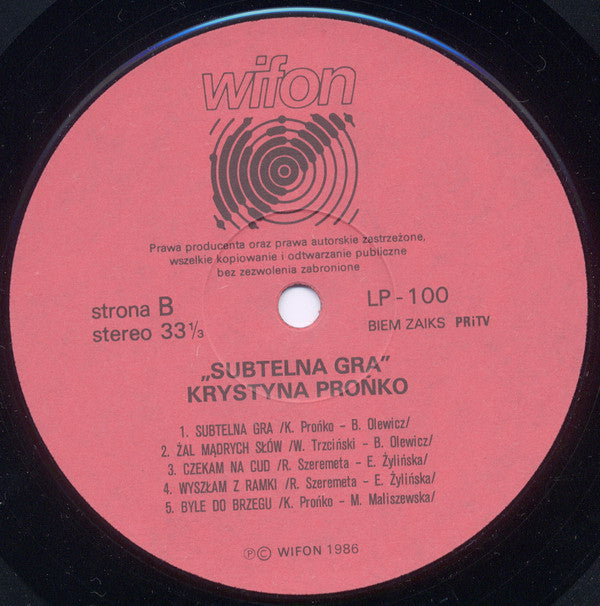 wifon
Prawa producenta oraz prawa autorskie zastrzeżone,
wszelkie kopiowanie i odtwarzanie publiczne
bez zezwolenia zabronione
strona B
LP - 100
stereo 33 1/3
BIEM ZAIKS PRiTV
„SUBTELNA GRA”
KRYSTYNA PROŃKO
1. SUBTELNA GRA /K. Prońko - B. Olewicz/
2. ŻAL MĄDRYCH SŁÓW /W. Trzciński - B. Olewicz/
3. CZEKAM NA CUD /R. Szeremeta - E. Żylińska/
4. WYSZŁAM Z RAMKI /R. Szeremeta - E. Żylińska/
5. BYLE DO BRZEGU /K. Prońko - M. Maliszewska/
Ⓟ© WIFON 1986